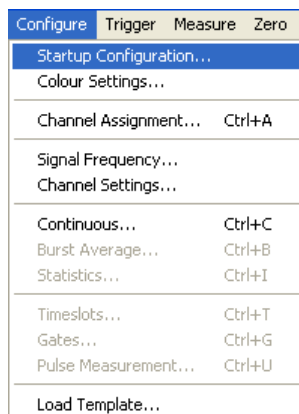 Configure Trigger Measure Zero
Startup Configuration...
Colour Settings...
Channel Assignment... Ctrl+A
Signal Frequency...
Channel Settings...
Continuous... Ctrl+C
Burst Average... Ctrl+B
Statistics... Ctrl+I
Timeslots... Ctrl+T
Gates... Ctrl+G
Pulse Measurement... Ctrl+U
Load Template...